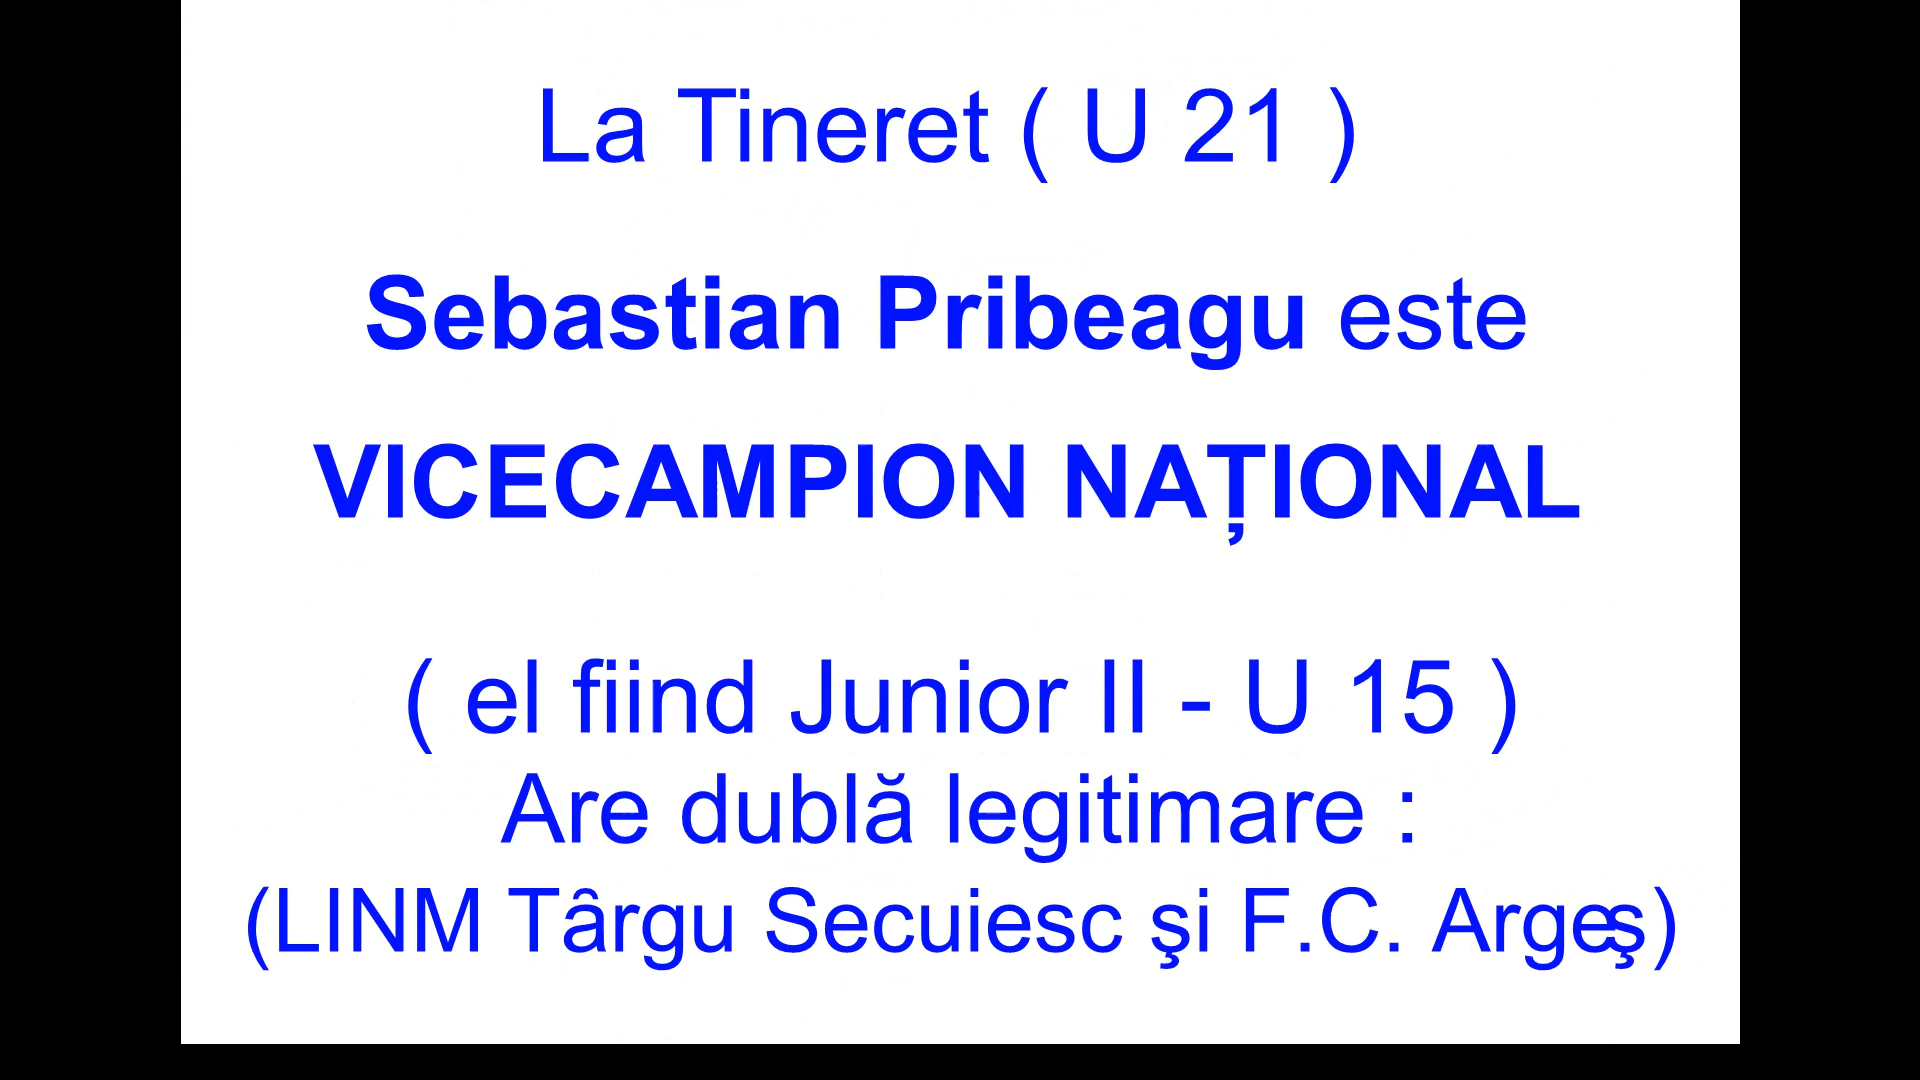 La Tineret ( U 21 )
Sebastian Pribeagu este
VICECAMPION NAȚIONAL
( el fiind Junior II - U 15 )
Are dublă legitimare :
(LINM Târgu Secuiesc şi F.C. Argeş)